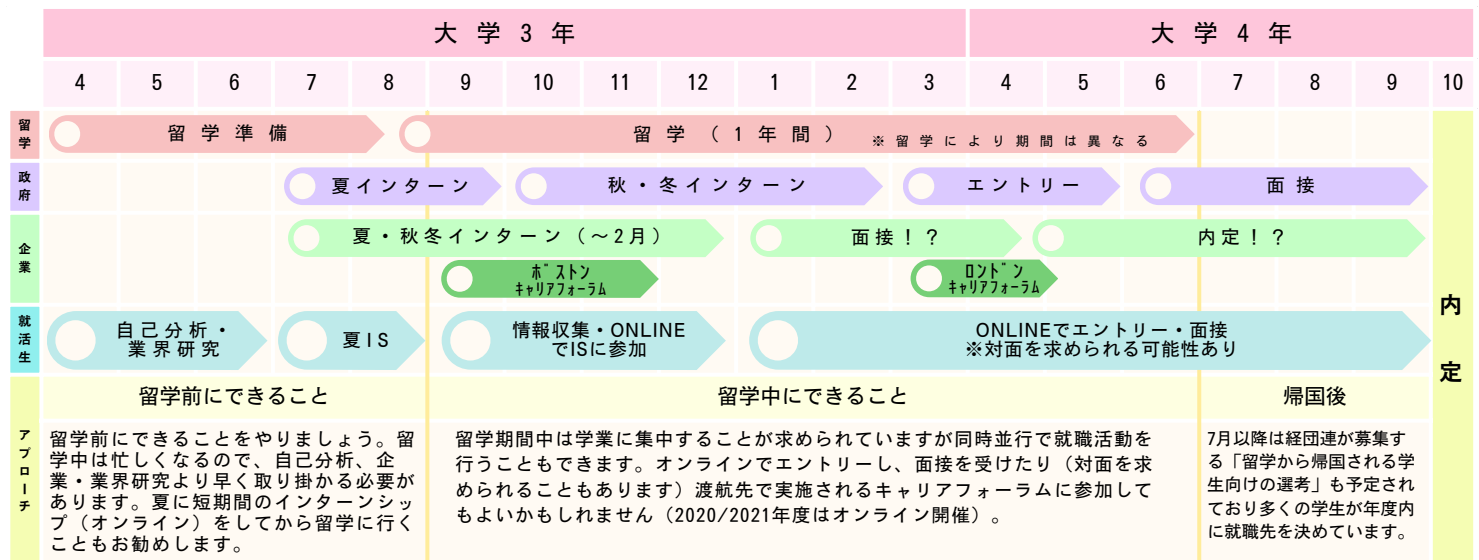 大学3年
大学4年
4 5 6 7 8 9 10 11 12 1 2 3 4 5 6 7 8 9 10
留学
留学準備
留学(1年間) ※留学により期間は異なる
政府
夏インターン
秋・冬インターン
エントリー
面接
企業
夏・秋冬インターン(～2月)
面接!?
内定!?
ボストン
キャリアフォーラム
ロンドン
キャリアフォーラム
就活生
自己分析・
業界研究
夏IS
情報収集・ONLINE
でISに参加
ONLINEでエントリー・面接
※対面を求められる可能性あり
内定
アプローチ
留学前にできること
留学前にできることをやりましょう。留
学中は忙しくなるので、自己分析、企
業・業界研究より早く取り掛かる必要が
あります。夏に短期間のインターンシッ
プ(オンライン)をしてから留学に行く
こともお勧めします。
留学中にできること
留学期間中は学業に集中することが求められていますが同時並行で就職活動を
行うこともできます。オンラインでエントリーし、面接を受けたり(対面を求
められることもあります)渡航先で実施されるキャリアフォーラムに参加して
もよいかもしれません(2020/2021年度はオンライン開催)。
帰国後
7月以降は経団連が募集す
る「留学から帰国される学
生向けの選考」も予定され
ており多くの学生が年度内
に就職先を決めています。